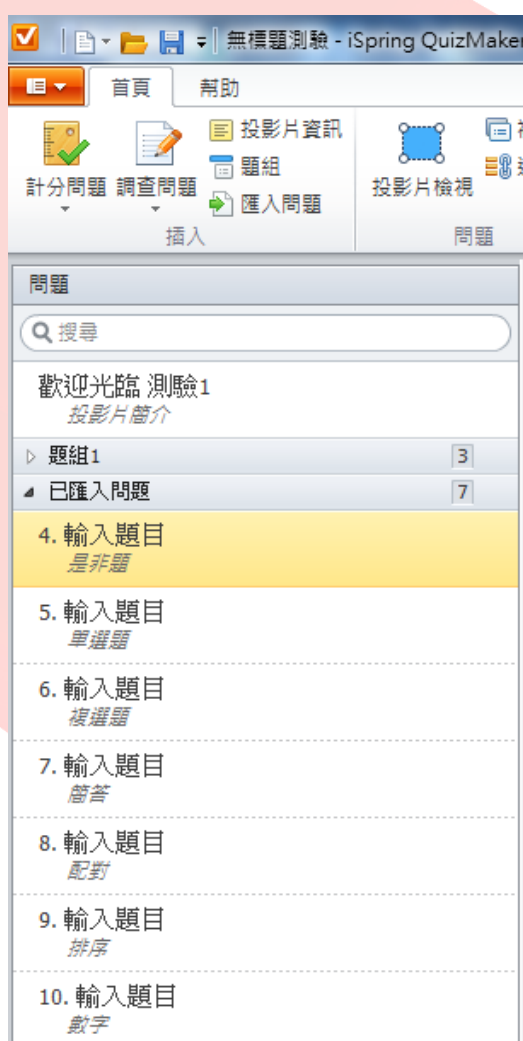 無標題測驗 - iSpring QuizMaker
首頁 幫助
計分問題 調查問題
投影片資訊
題組
匯入問題
投影片檢視
插入 問題
問題
搜尋
歡迎光臨 測驗1
投影片簡介
題組1 3
已匯入問題 7
4. 輸入題目
是非題
5. 輸入題目
單選題
6. 輸入題目
複選題
7. 輸入題目
簡答
8. 輸入題目
配對
9. 輸入題目
排序
10. 輸入題目
數字